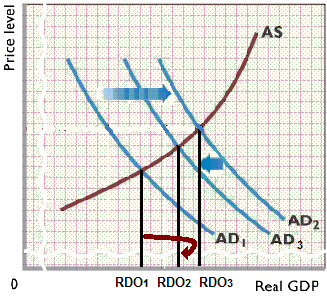 Price level
AS
AD2
AD3
AD1
0
RDO1 RDO2 RDO3 Real GDP